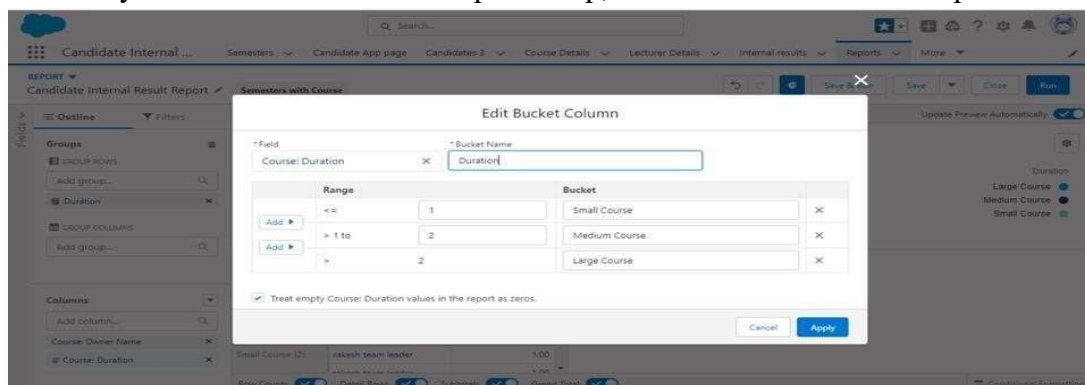 Search...
Candidate Internal ...
Semesters
Candidate App page
Candidates 3
Course Details
Lecturer Details
Internal results
Reports
More
REPORT
Candidate Internal Result Report
Semesters with Course
Save & Run
Save
Close
Run
Fields
Outline
Filters
Update Preview Automatically
Groups
GROUP ROWS
Add group...
Duration
GROUP COLUMNS
Add group...
Columns
Add column...
Course: Owner Name
# Course: Duration
Edit Bucket Column
* Field
* Bucket Name
Course: Duration
Duration
Range
Bucket
Add
<=
1
Small Course
> 1 to
2
Medium Course
Add
>
2
Large Course
Treat empty Course: Duration values in the report as zeros.
Cancel
Apply
Duration
Large Course
Medium Course
Small Course
Small Course (2)
rakash team leader
1.00
Row Counts
Detail Rows
Subtotals
Grand Total